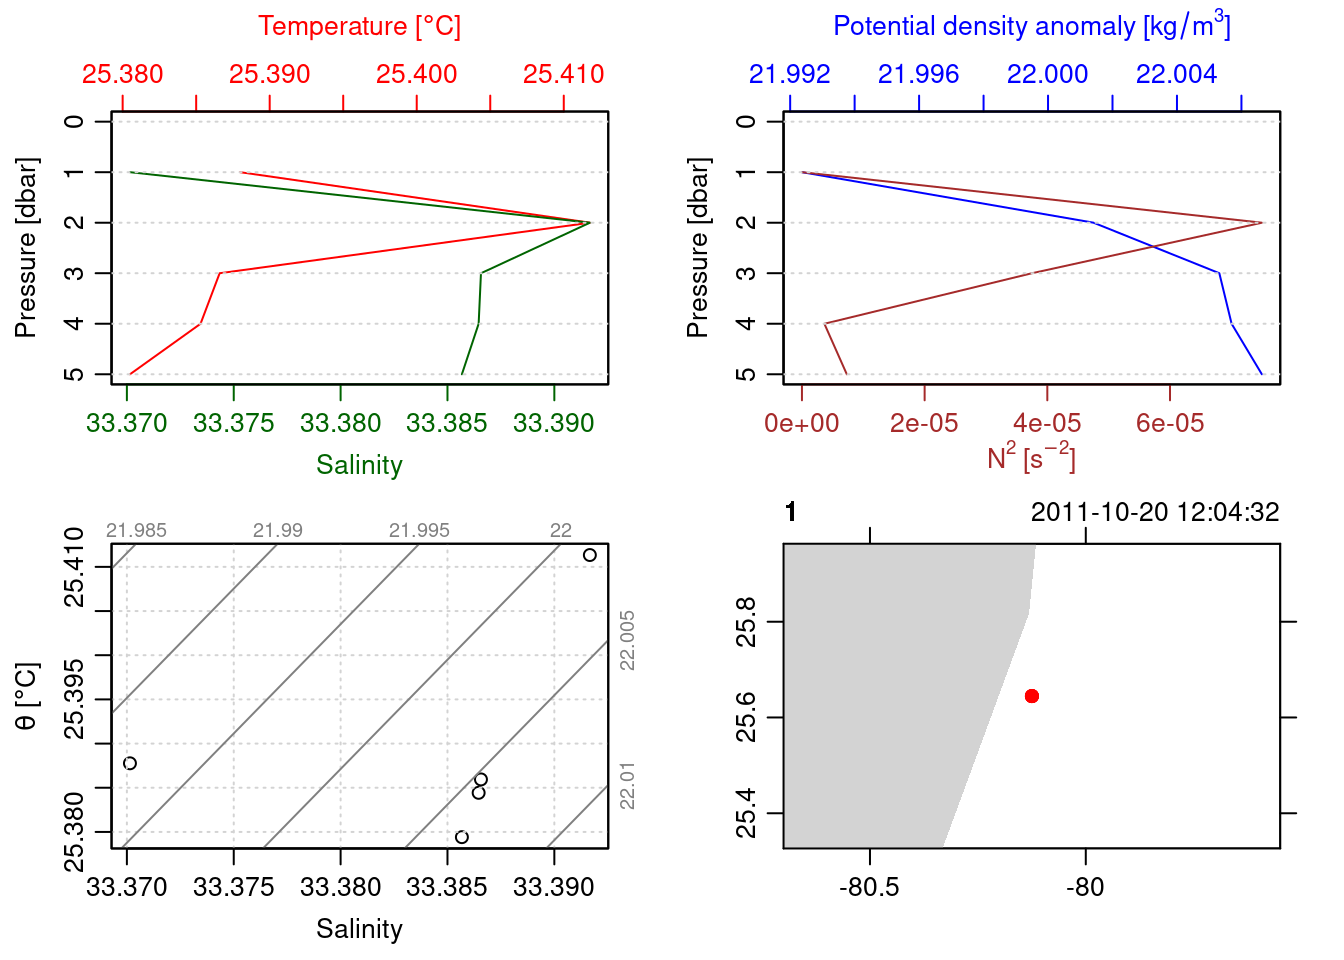 Temperature [°C]
25.380 25.390 25.400 25.410
Pressure [dbar]
0
1
2
3
4
5
33.370 33.375 33.380 33.385 33.390
Salinity
Potential density anomaly [kg/m³]
21.992 21.996 22.000 22.004
Pressure [dbar]
0
1
2
3
4
5
0e+00 2e-05 4e-05 6e-05
N² [s⁻²]
21.985 21.99 21.995 22
22.005
22.01
θ [°C]
25.410
25.395
25.380
33.370 33.375 33.380 33.385 33.390
Salinity
1 2011-10-20 12:04:32
25.8
25.6
25.4
-80.5 -80